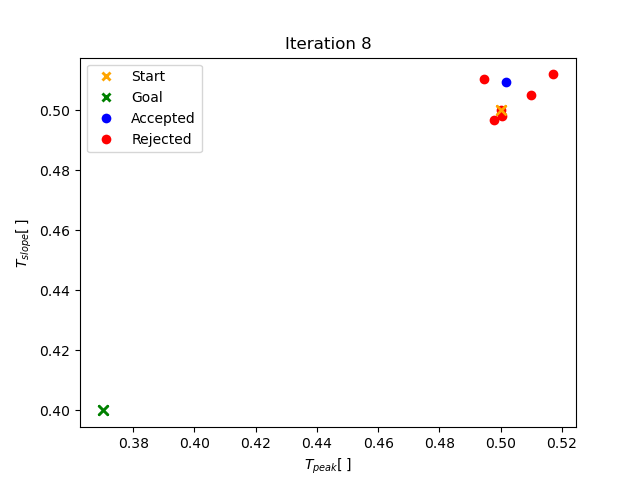 Iteration 8
Start
Goal
Accepted
Rejected
0.50
0.48
0.46
0.44
0.42
0.40
T_slope[ ]
0.38 0.40 0.42 0.44 0.46 0.48 0.50 0.52
T_peak[ ]